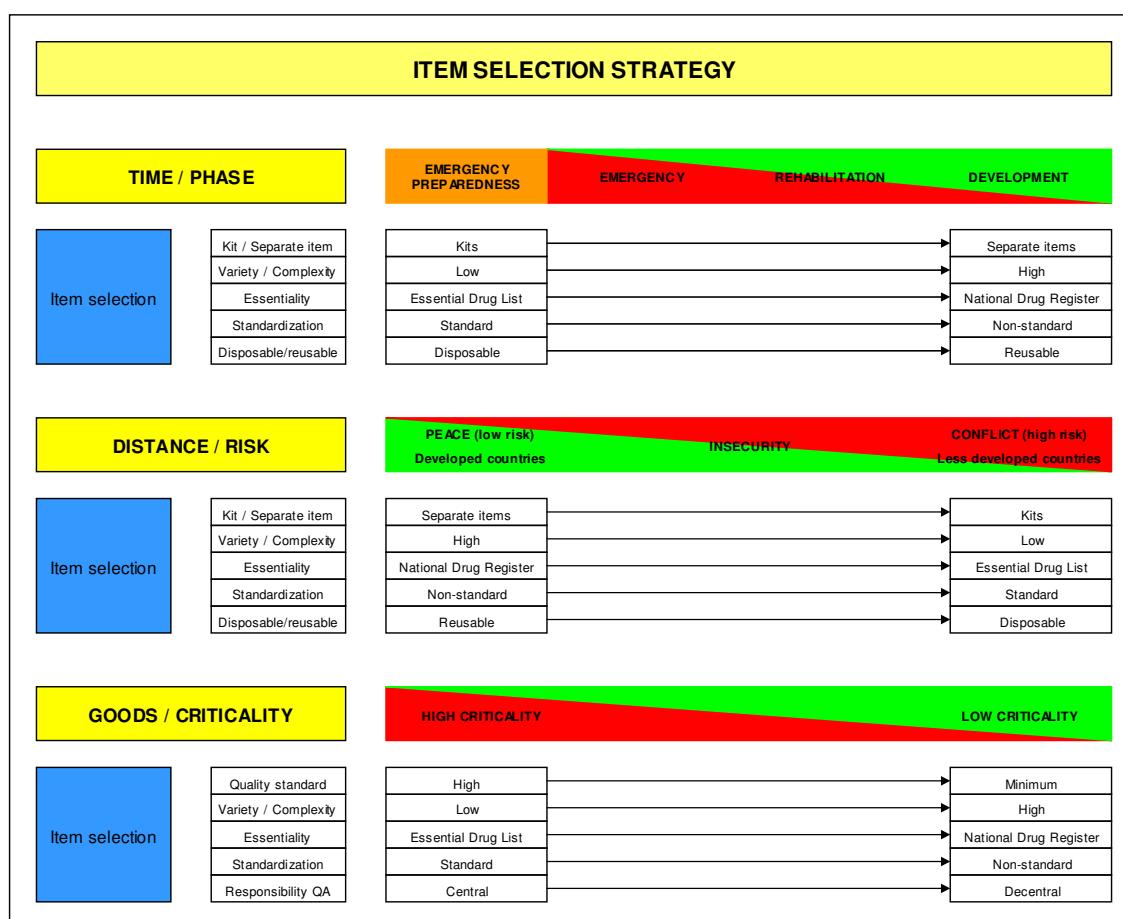 ITEM SELECTION STRATEGY
TIME / PHASE
EMERGENCY
PREPAREDNESS
EMERGENCY
REHABILITATION
DEVELOPMENT
Item selection
Kit / Separate item
Kits
Separate items
Variety / Complexity
Low
High
Essentiality
Essential Drug List
National Drug Register
Standardization
Standard
Non-standard
Disposable/reusable
Disposable
Reusable
DISTANCE / RISK
PEACE (low risk)
Developed countries
INSECURITY
CONFLICT (high risk)
Less developed countries
Item selection
Kit / Separate item
Separate items
Kits
Variety / Complexity
High
Low
Essentiality
National Drug Register
Essential Drug List
Standardization
Non-standard
Standard
Disposable/reusable
Reusable
Disposable
GOODS / CRITICALITY
HIGH CRITICALITY
LOW CRITICALITY
Item selection
Quality standard
High
Minimum
Variety / Complexity
Low
High
Essentiality
Essential Drug List
National Drug Register
Standardization
Standard
Non-standard
Responsibility QA
Central
Decentral